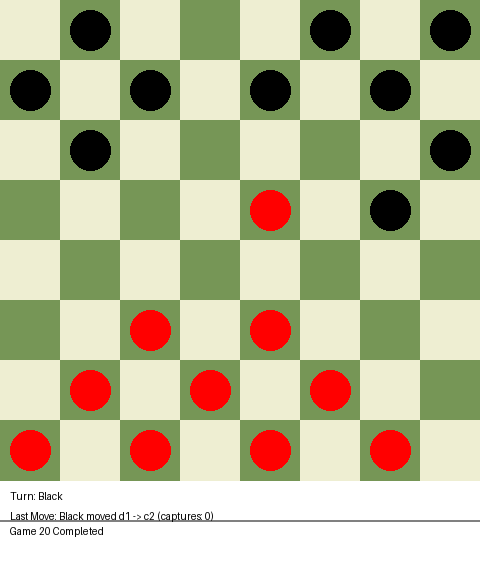 Turn: Black
Last Move: Black moved d1 -> c2 (captures: 0)
Game 20 Completed